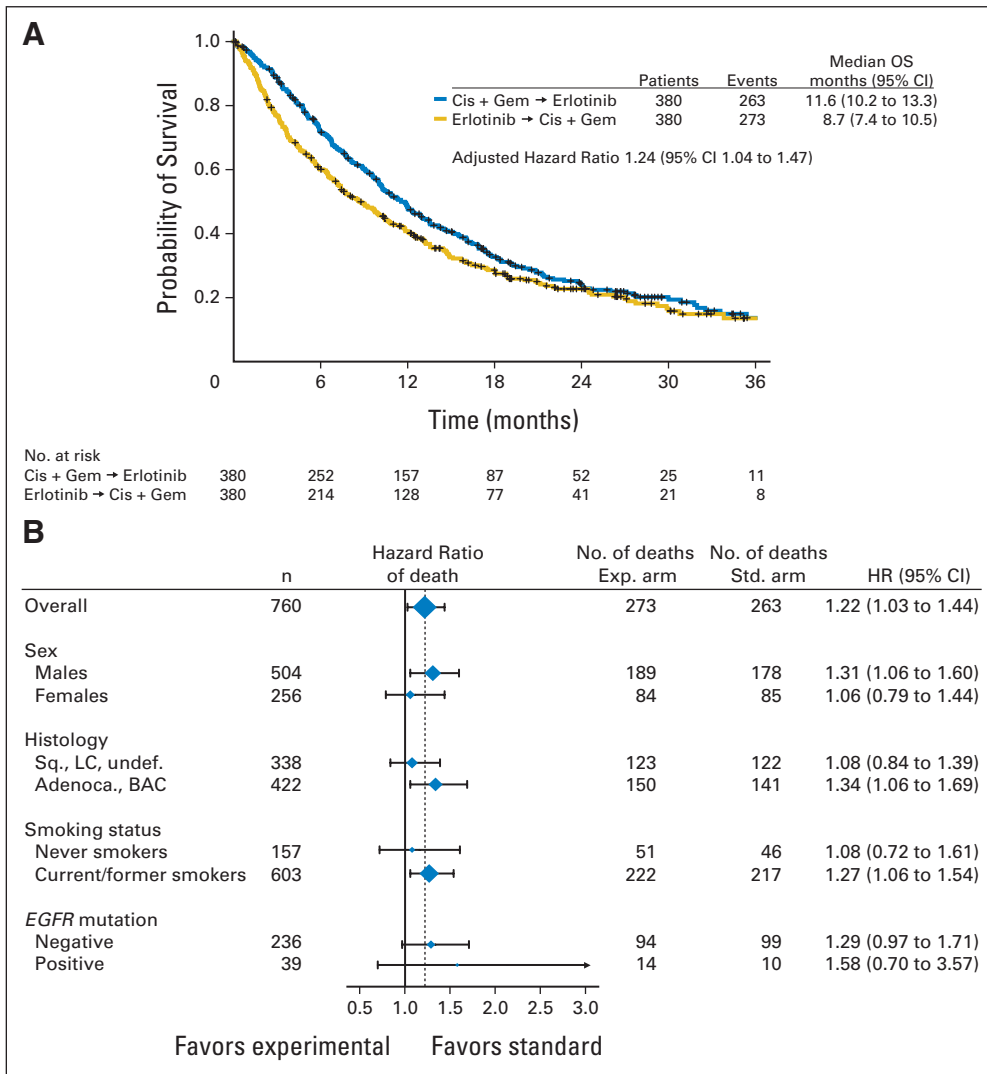 A
Probability of Survival
1.0
0.8
0.6
0.4
0.2
0
6
12
18
24
30
36
Time (months)
Patients Events Median OS months (95% CI)
Cis + Gem → Erlotinib 380 263 11.6 (10.2 to 13.3)
Erlotinib → Cis + Gem 380 273 8.7 (7.4 to 10.5)
Adjusted Hazard Ratio 1.24 (95% CI 1.04 to 1.47)
No. at risk
Cis + Gem → Erlotinib 380 252 157 87 52 25 11
Erlotinib → Cis + Gem 380 214 128 77 41 21 8
B
n Hazard Ratio of death No. of deaths Exp. arm No. of deaths Std. arm HR (95% CI)
Overall 760 273 263 1.22 (1.03 to 1.44)
Sex
Males 504 189 178 1.31 (1.06 to 1.60)
Females 256 84 85 1.06 (0.79 to 1.44)
Histology
Sq., LC, undef. 338 123 122 1.08 (0.84 to 1.39)
Adenoca., BAC 422 150 141 1.34 (1.06 to 1.69)
Smoking status
Never smokers 157 51 46 1.08 (0.72 to 1.61)
Current/former smokers 603 222 217 1.27 (1.06 to 1.54)
EGFR mutation
Negative 236 94 99 1.29 (0.97 to 1.71)
Positive 39 14 10 1.58 (0.70 to 3.57)
0.5 1.0 1.5 2.0 2.5 3.0
Favors experimental Favors standard